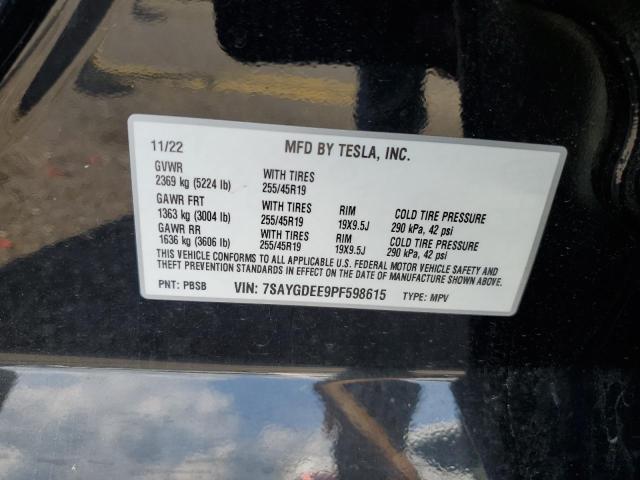 11/22 MFD BY TESLA, INC.
GVWR WITH TIRES
2369 kg (5224 lb) 255/45R19
GAWR FRT WITH TIRES RIM COLD TIRE PRESSURE
1363 kg (3004 lb) 255/45R19 19X9.5J 290 kPa, 42 psi
GAWR RR WITH TIRES RIM COLD TIRE PRESSURE
1636 kg (3606 lb) 255/45R19 19X9.5J 290 kPa, 42 psi
THIS VEHICLE CONFORMS TO ALL APPLICABLE U.S. FEDERAL MOTOR VEHICLE SAFETY AND
THEFT PREVENTION STANDARDS IN EFFECT ON THE DATE OF MANUFACTURE SHOWN ABOVE.
PNT: PBSB VIN: 7SAYGDEE9PF598615 TYPE: MPV